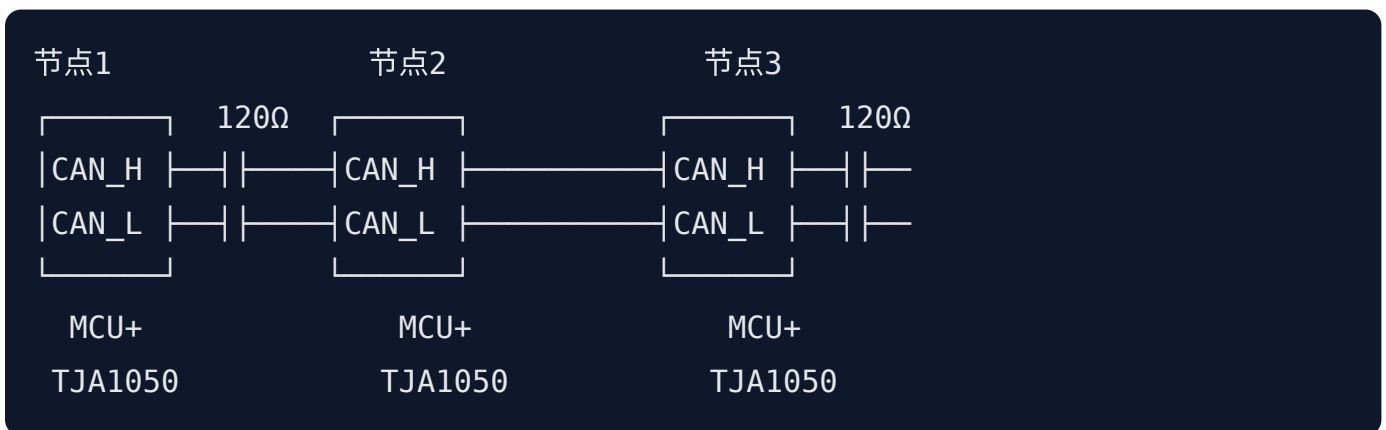 节点1 节点2 节点3
┌───────┐ 120Ω ┌───────┐ ┌───────┐ 120Ω
│CAN_H ├──┤├─────┤CAN_H ├───────────┤CAN_H ├──┤├──
│CAN_L ├──┤├─────┤CAN_L ├───────────┤CAN_L ├──┤├──
└───────┘ └───────┘ └───────┘
MCU+ MCU+ MCU+
TJA1050 TJA1050 TJA1050